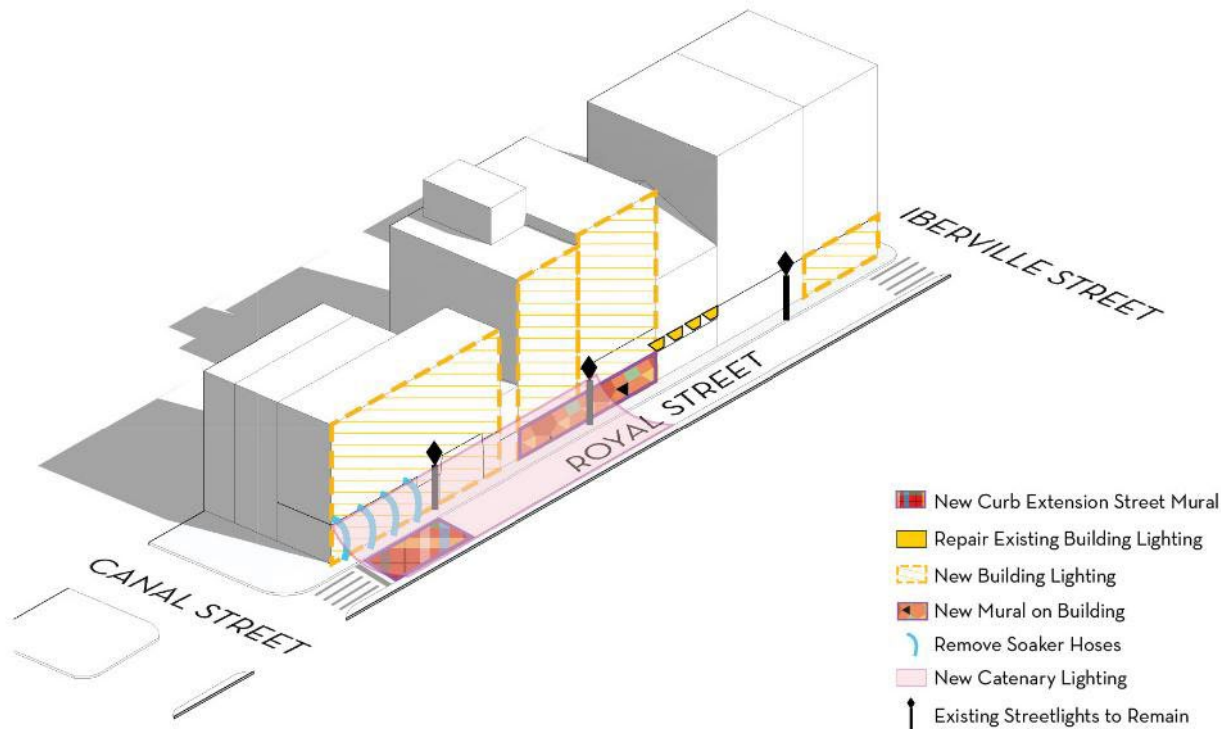 IBERVILLE STREET
ROYAL STREET
CANAL STREET
New Curb Extension Street Mural
Repair Existing Building Lighting
New Building Lighting
New Mural on Building
Remove Soaker Hoses
New Catenary Lighting
Existing Streetlights to Remain